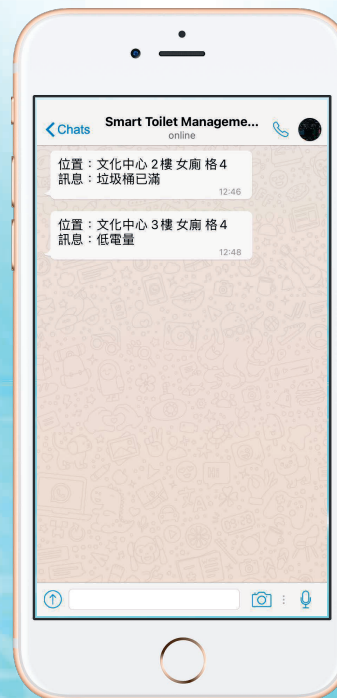 Chats
Smart Toilet Manageme...
online
位置：文化中心 2樓 女廁 格4
訊息：垃圾桶已滿
12:46
位置：文化中心 3樓 女廁 格4
訊息：低電量
12:48